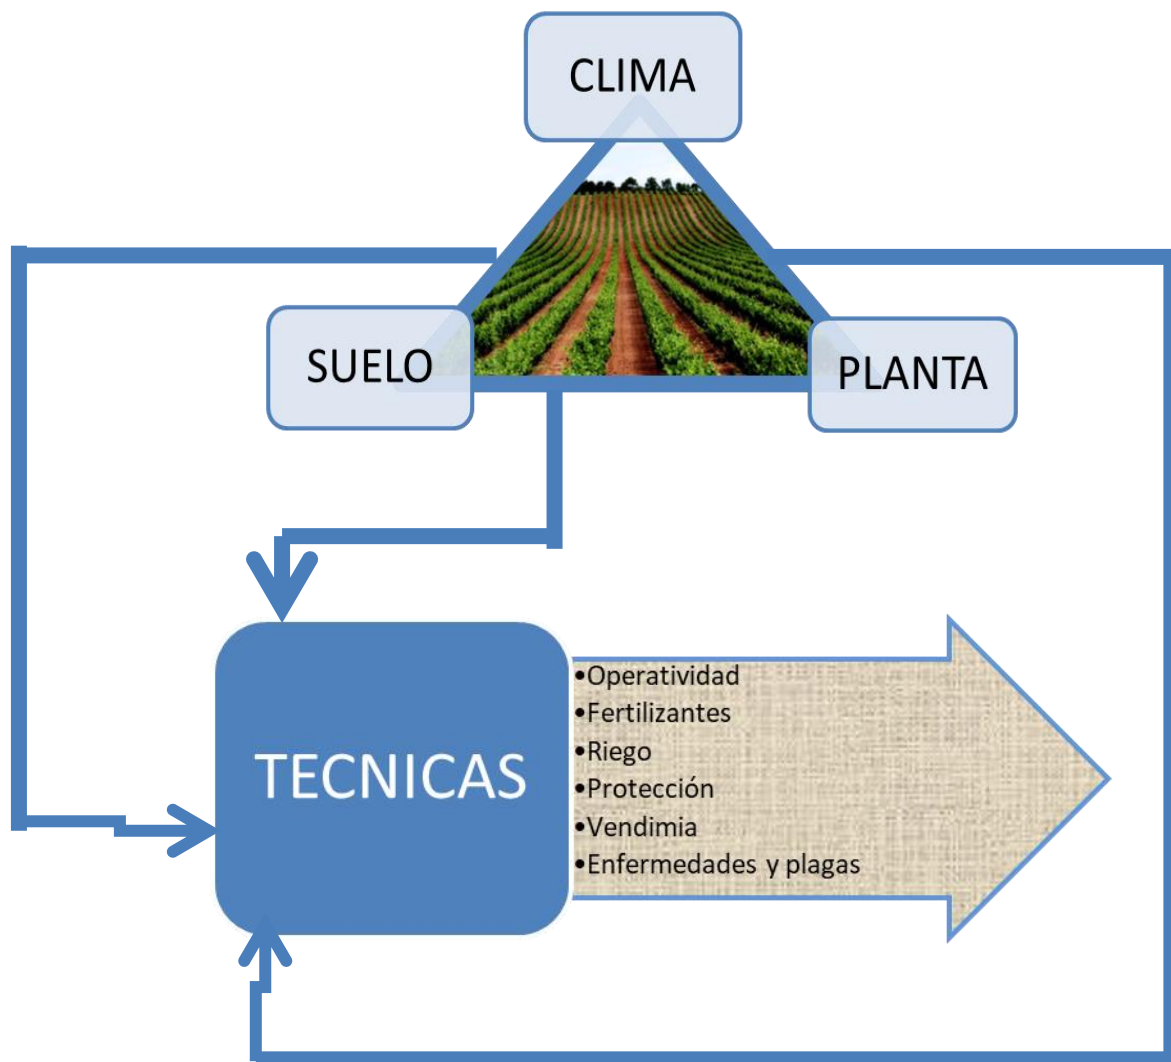 CLIMA
SUELO
PLANTA
TECNICAS
•Operatividad
•Fertilizantes
•Riego
•Protección
•Vendimia
•Enfermedades y plagas